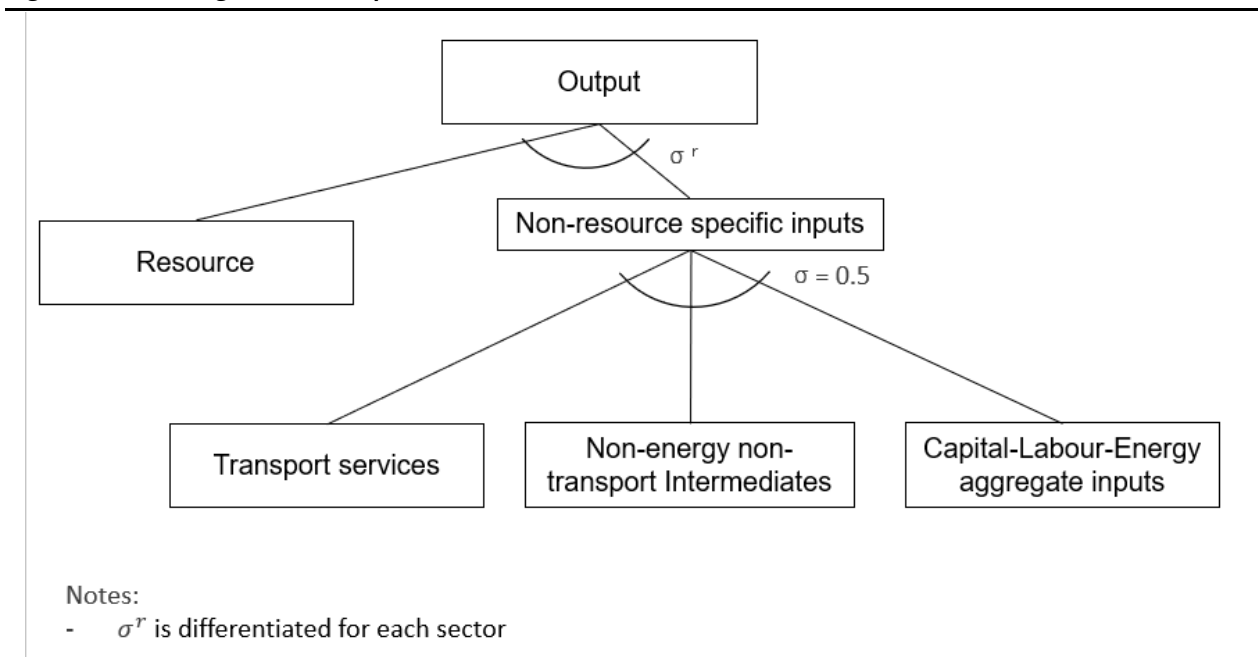 Output
σ r
Non-resource specific inputs
Resource
σ = 0.5
Transport services
Non-energy non-
transport Intermediates
Capital-Labour-Energy
aggregate inputs
Notes:
- σʳ is differentiated for each sector